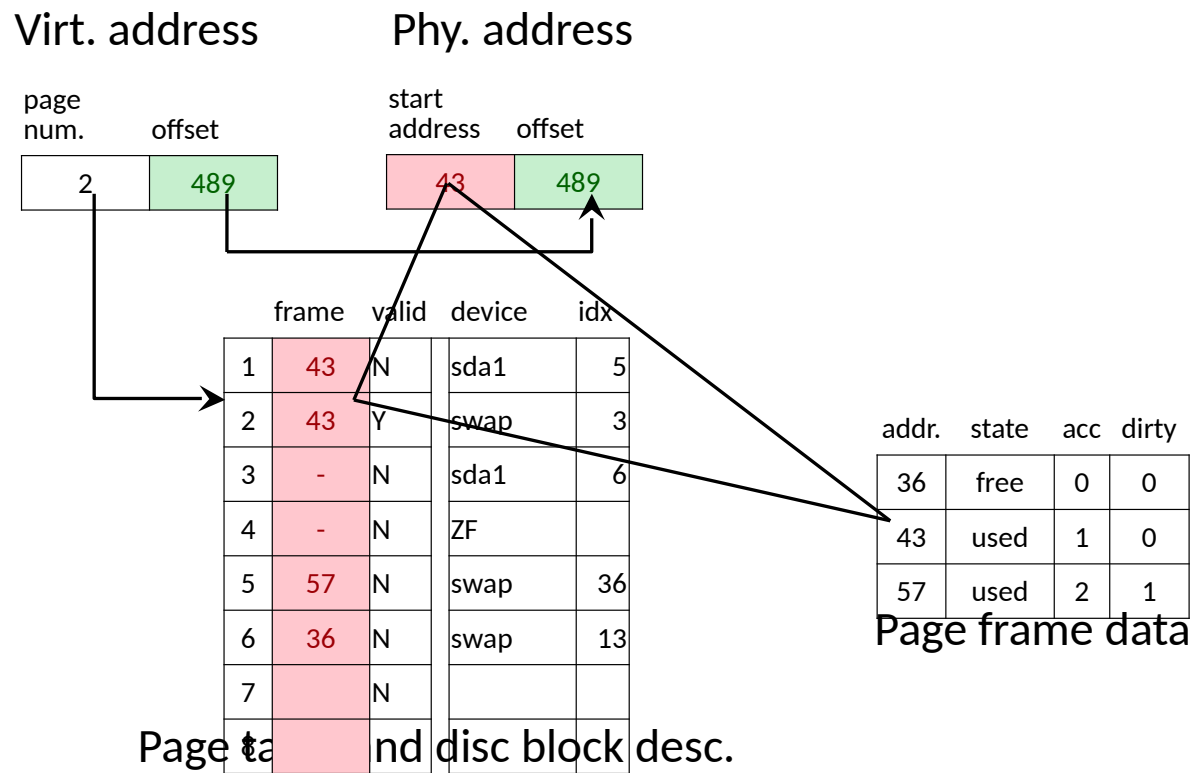 Virt. address Phy. address
page
num. offset
start
address offset
2 489 43 489
frame valid device idx
1 43 N sda1 5
2 43 Y swap 3
3 - N sda1 6
4 - N ZF
5 57 N swap 36
6 36 N swap 13
7 N
8
addr. state acc dirty
36 free 0 0
43 used 1 0
57 used 2 1
Page frame data
Page ta nd disc block desc.